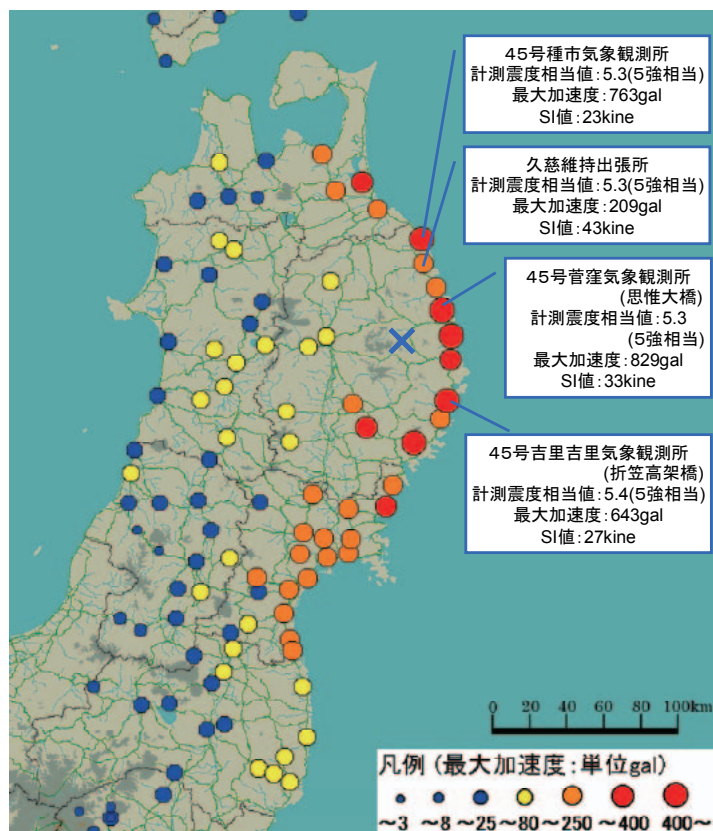 45号種市気象観測所
計測震度相当値:5.3(5強相当)
最大加速度:763gal
SI値:23kine
久慈維持出張所
計測震度相当値:5.3(5強相当)
最大加速度:209gal
SI値:43kine
45号菅窪気象観測所
(思惟大橋)
計測震度相当値:5.3
(5強相当)
最大加速度:829gal
SI値:33kine
45号吉里吉里気象観測所
(折笠高架橋)
計測震度相当値:5.4(5強相当)
最大加速度:643gal
SI値:27kine
0 20 40 60 80 100km
凡例(最大加速度:単位gal)
～3 ～8 ～25 ～80 ～250 ～400 400～